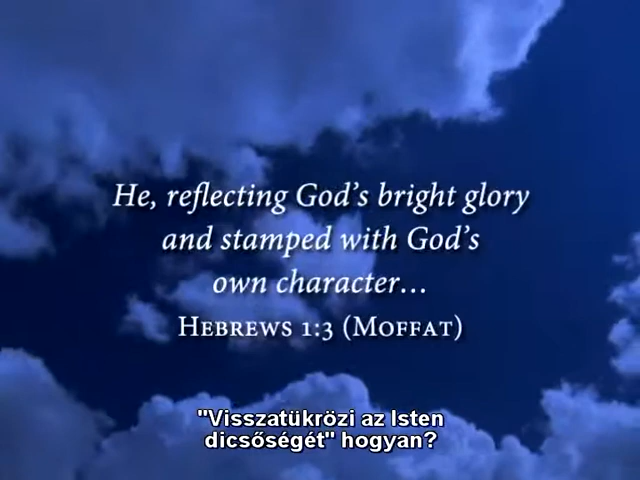 He, reflecting God's bright glory
and stamped with God's
own character...
Hebrews 1:3 (Moffat)
"Visszatükrözi az Isten
dicsőségét" hogyan?